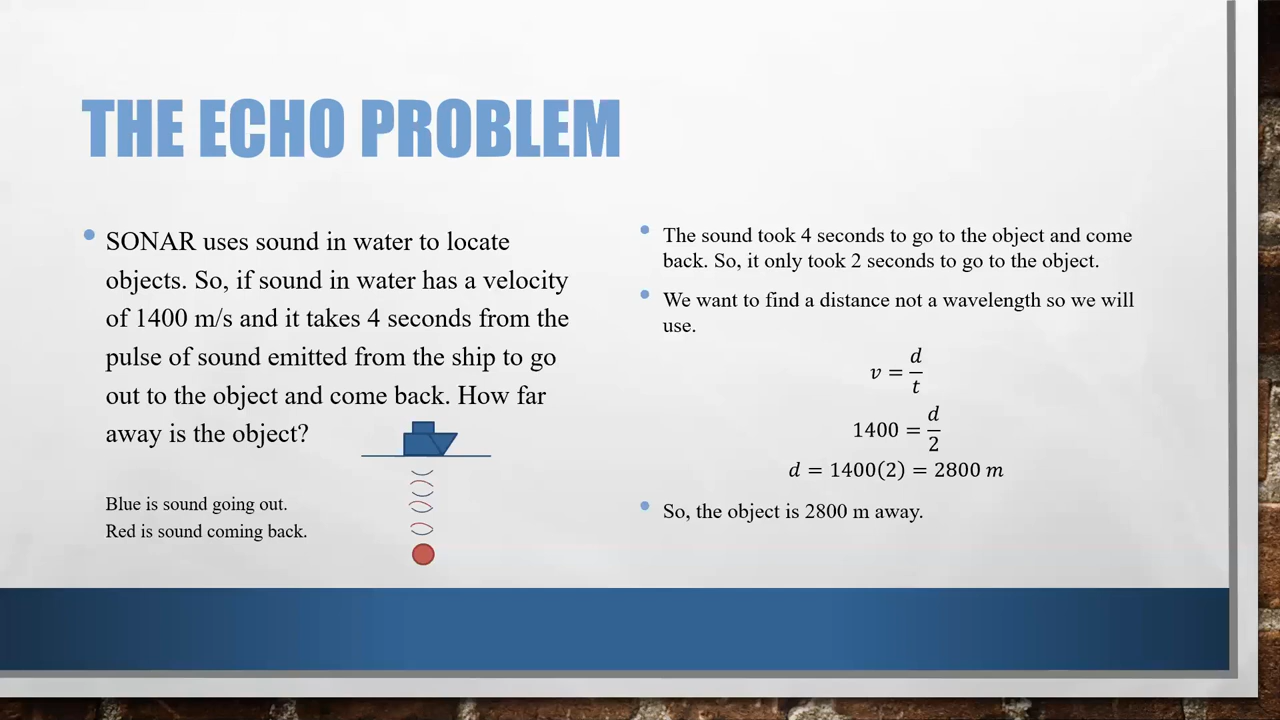 THE ECHO PROBLEM
• SONAR uses sound in water to locate
objects. So, if sound in water has a velocity
of 1400 m/s and it takes 4 seconds from the
pulse of sound emitted from the ship to go
out to the object and come back. How far
away is the object?
Blue is sound going out.
Red is sound coming back.
• The sound took 4 seconds to go to the object and come
back. So, it only took 2 seconds to go to the object.
• We want to find a distance not a wavelength so we will
use.
v = d/t
1400 = d/2
d = 1400(2) = 2800 m
• So, the object is 2800 m away.